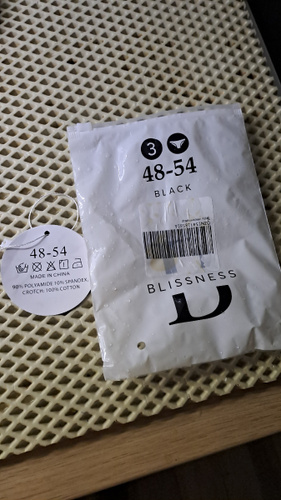 3
48-54
BLACK
BLISSNESS
B
48-54
MADE IN CHINA
90% POLYAMIDE 10% SPANDEX
CROTCH: 100% COTTON